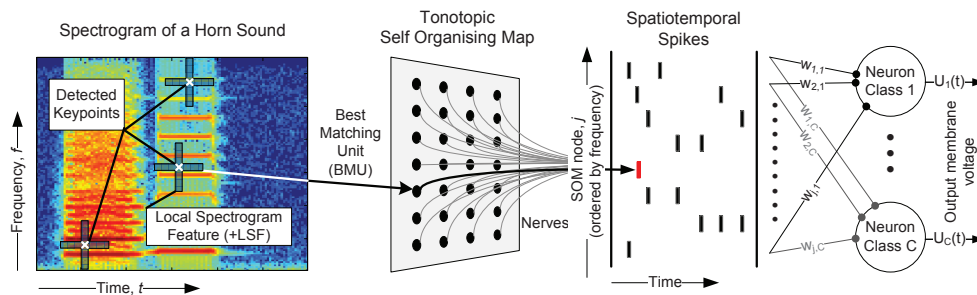 Spectrogram of a Horn Sound
Frequency, f
Detected
Keypoints
Local Spectrogram
Feature (+LSF)
Time, t
Tonotopic
Self Organising Map
Best
Matching
Unit
(BMU)
Nerves
Spatiotemporal
Spikes
SOM node, j
(ordered by frequency)
Time
w1,1
w2,1
w1,C
w2,C
wj,1
wj,C
Neuron
Class 1
U1(t)
Neuron
Class C
UC(t)
Output membrane
voltage